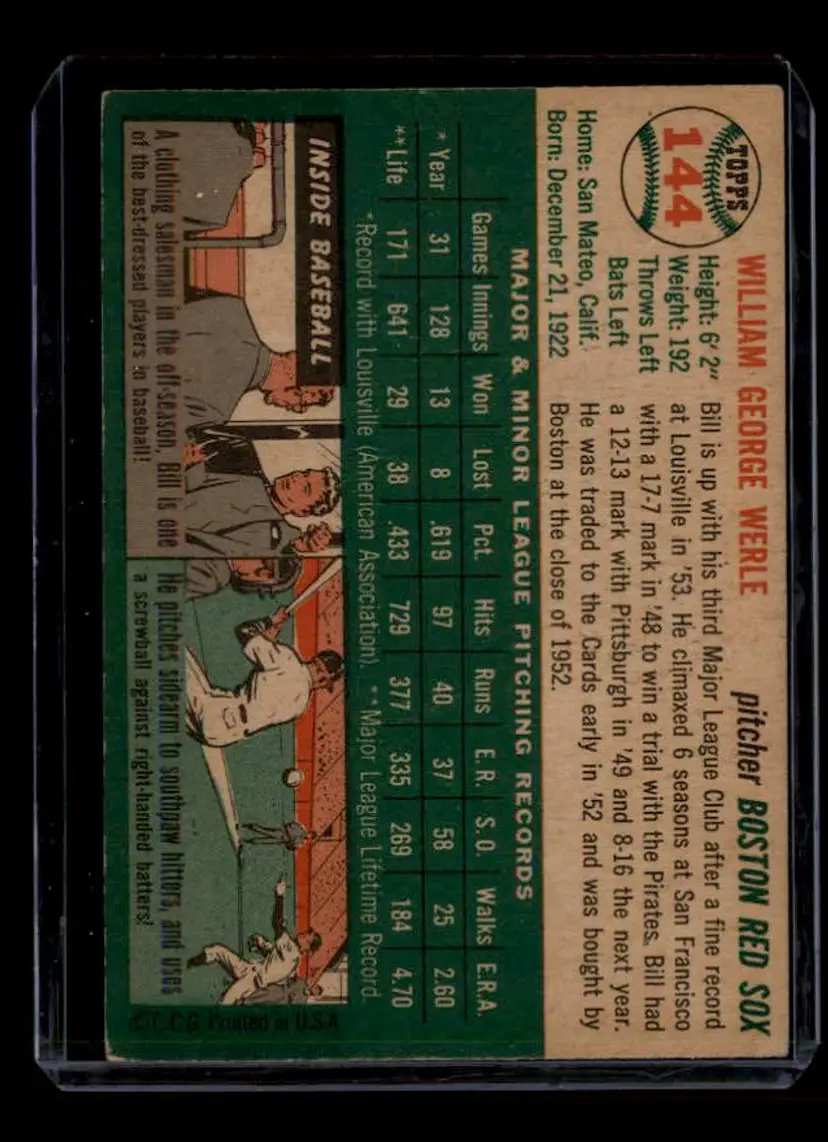 TOPPS
144
WILLIAM GEORGE WERLE
pitcher BOSTON RED SOX
Height: 6' 2"
Weight: 192
Throws Left
Bats Left
Home: San Mateo, Calif.
Born: December 21, 1922
Bill is up with his third Major League Club after a fine record
at Louisville in '53. He climaxed 6 seasons at San Francisco
with a 17-7 mark in '48 to win a trial with the Pirates. Bill had
a 12-13 mark with Pittsburgh in '49 and 8-16 the next year.
He was traded to the Cards early in '52 and was bought by
Boston at the close of 1952.
MAJOR & MINOR LEAGUE PITCHING RECORDS
Games Innings Won Lost Pct. Hits Runs E.R. S.O. Walks E.R.A.
* Year 31 128 13 8 .619 97 40 37 58 25 2.60
**Life 171 641 29 38 .433 729 377 335 269 184 4.70
*Record with Louisville (American Association). **Major League Lifetime Record.
INSIDE BASEBALL
A clothing salesman in the off-season, Bill is one
of the best-dressed players in baseball!
He pitches sidearm to southpaw hitters, and uses
a screwball against right-handed batters!
©T.C.G. Printed in U.S.A.